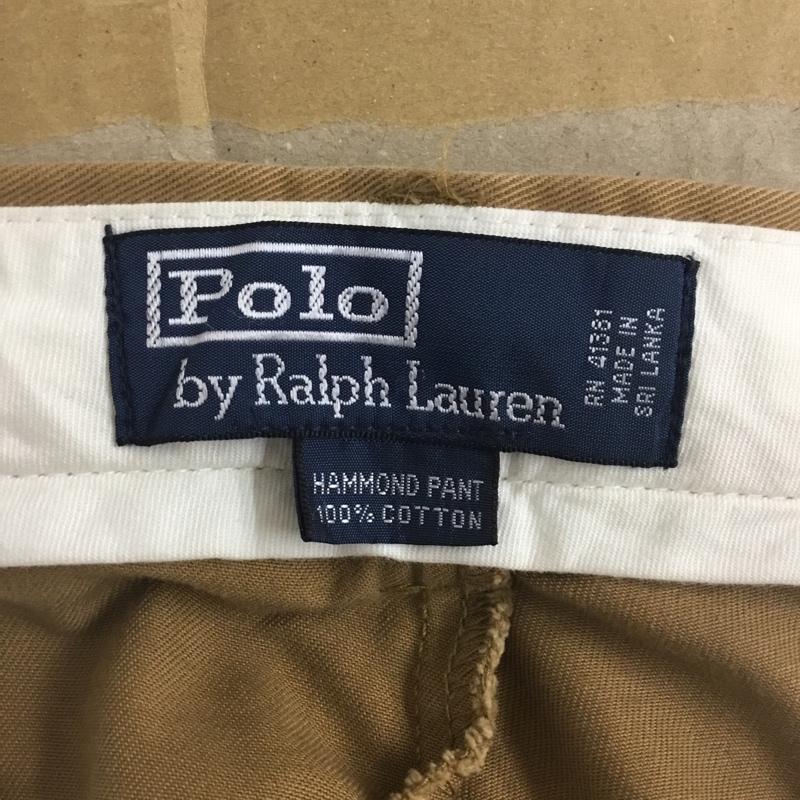 Polo
by Ralph Lauren
RN 41381
MADE IN
SRI LANKA
HAMMOND PANT
100% COTTON